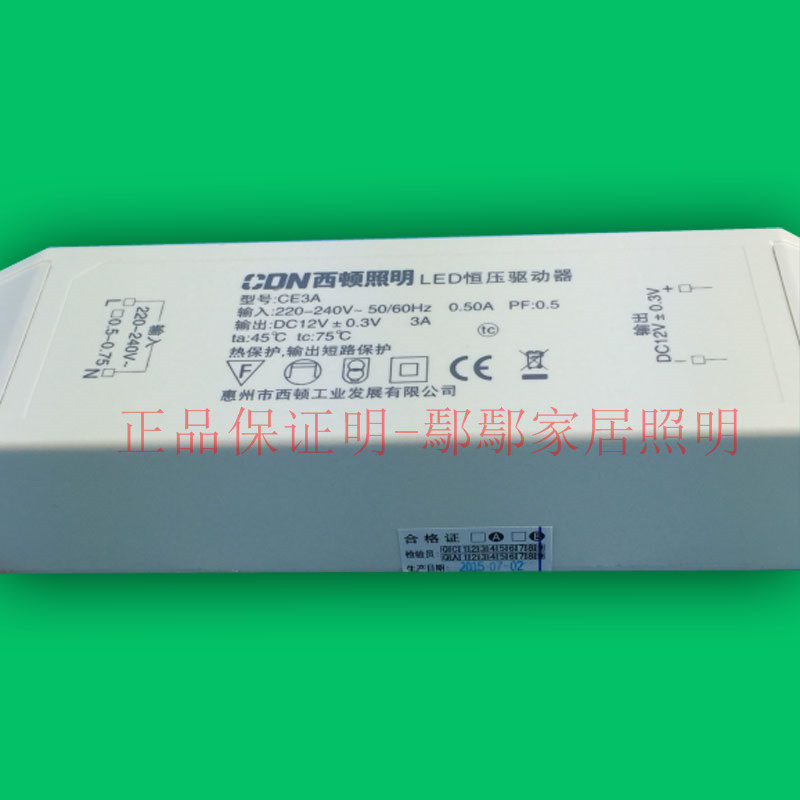 CDN西顿照明 LED恒压驱动器
型号:CE3A
输入:220-240V~ 50/60Hz 0.50A PF:0.5
输出:DC12V±0.3V 3A
ta:45℃ tc:75℃
tc
热保护,输出短路保护
F
CE
惠州市西顿工业发展有限公司
输入
220-240V~
L □0.5-0.75 N
输出
DC12V±0.3V
+
-
正品保证明-鄢鄢家居照明
合格证 □A □E
检验员:
生产日期: 2015-07-02